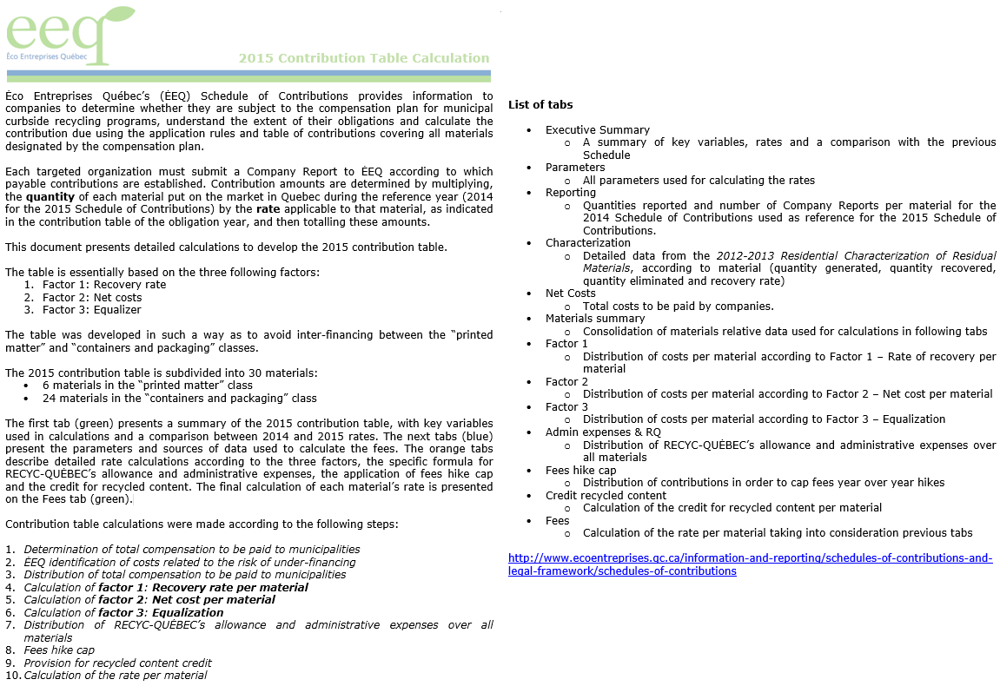 eeq
Éco Entreprises Québec
2015 Contribution Table Calculation
Éco Entreprises Québec's (ÉEQ) Schedule of Contributions provides information to
companies to determine whether they are subject to the compensation plan for municipal
curbside recycling programs, understand the extent of their obligations and calculate the
contribution due using the application rules and table of contributions covering all materials
designated by the compensation plan.
Each targeted organization must submit a Company Report to ÉEQ according to which
payable contributions are established. Contribution amounts are determined by multiplying,
the quantity of each material put on the market in Quebec during the reference year (2014
for the 2015 Schedule of Contributions) by the rate applicable to that material, as indicated
in the contribution table of the obligation year, and then totalling these amounts.
This document presents detailed calculations to develop the 2015 contribution table.
The table is essentially based on the three following factors:
1. Factor 1: Recovery rate
2. Factor 2: Net costs
3. Factor 3: Equalizer
The table was developed in such a way as to avoid inter-financing between the "printed
matter" and "containers and packaging" classes.
The 2015 contribution table is subdivided into 30 materials:
• 6 materials in the "printed matter" class
• 24 materials in the "containers and packaging" class
The first tab (green) presents a summary of the 2015 contribution table, with key variables
used in calculations and a comparison between 2014 and 2015 rates. The next tabs (blue)
present the parameters and sources of data used to calculate the fees. The orange tabs
describe detailed rate calculations according to the three factors, the specific formula for
RECYC-QUÉBEC's allowance and administrative expenses, the application of fees hike cap
and the credit for recycled content. The final calculation of each material's rate is presented
on the Fees tab (green).
Contribution table calculations were made according to the following steps:
1. Determination of total compensation to be paid to municipalities
2. ÉEQ identification of costs related to the risk of under-financing
3. Distribution of total compensation to be paid to municipalities
4. Calculation of factor 1: Recovery rate per material
5. Calculation of factor 2: Net cost per material
6. Calculation of factor 3: Equalization
7. Distribution of RECYC-QUÉBEC's allowance and administrative expenses over all
materials
8. Fees hike cap
9. Provision for recycled content credit
10. Calculation of the rate per material
List of tabs
• Executive Summary
o A summary of key variables, rates and a comparison with the previous
Schedule
• Parameters
o All parameters used for calculating the rates
• Reporting
o Quantities reported and number of Company Reports per material for the
2014 Schedule of Contributions used as reference for the 2015 Schedule of
Contributions.
• Characterization
o Detailed data from the 2012-2013 Residential Characterization of Residual
Materials, according to material (quantity generated, quantity recovered,
quantity eliminated and recovery rate)
• Net Costs
o Total costs to be paid by companies.
• Materials summary
o Consolidation of materials relative data used for calculations in following tabs
• Factor 1
o Distribution of costs per material according to Factor 1 – Rate of recovery per
material
• Factor 2
o Distribution of costs per material according to Factor 2 – Net cost per material
• Factor 3
o Distribution of costs per material according to Factor 3 – Equalization
• Admin expenses & RQ
o Distribution of RECYC-QUÉBEC's allowance and administrative expenses over
all materials
• Fees hike cap
o Distribution of contributions in order to cap fees year over year hikes
• Credit recycled content
o Calculation of the credit for recycled content per material
• Fees
o Calculation of the rate per material taking into consideration previous tabs
http://www.ecoentreprises.qc.ca/information-and-reporting/schedules-of-contributions-and-
legal-framework/schedules-of-contributions